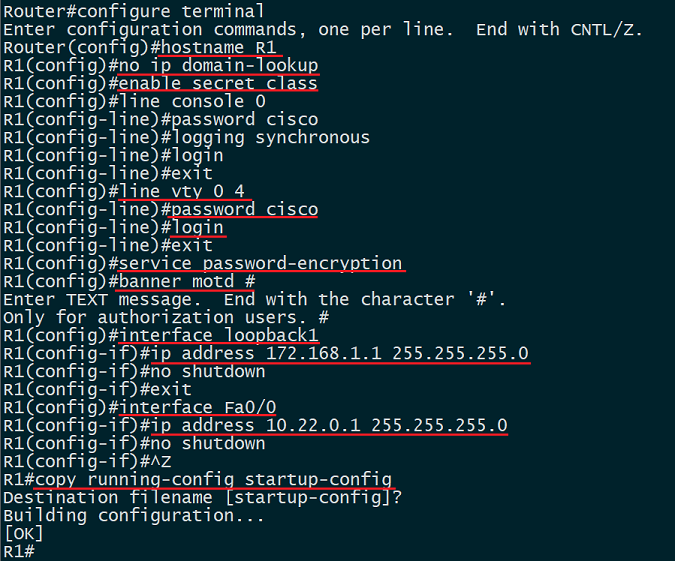 Router#configure terminal
Enter configuration commands, one per line.  End with CNTL/Z.
Router(config)#hostname R1
R1(config)#no ip domain-lookup
R1(config)#enable secret class
R1(config)#line console 0
R1(config-line)#password cisco
R1(config-line)#logging synchronous
R1(config-line)#login
R1(config-line)#exit
R1(config)#line vty 0 4
R1(config-line)#password cisco
R1(config-line)#login
R1(config-line)#exit
R1(config)#service password-encryption
R1(config)#banner motd #
Enter TEXT message.  End with the character '#'.
Only for authorization users. #
R1(config)#interface loopback1
R1(config-if)#ip address 172.168.1.1 255.255.255.0
R1(config-if)#no shutdown
R1(config-if)#exit
R1(config)#interface Fa0/0
R1(config-if)#ip address 10.22.0.1 255.255.255.0
R1(config-if)#no shutdown
R1(config-if)#^Z
R1#copy running-config startup-config
Destination filename [startup-config]?
Building configuration...
[OK]
R1#